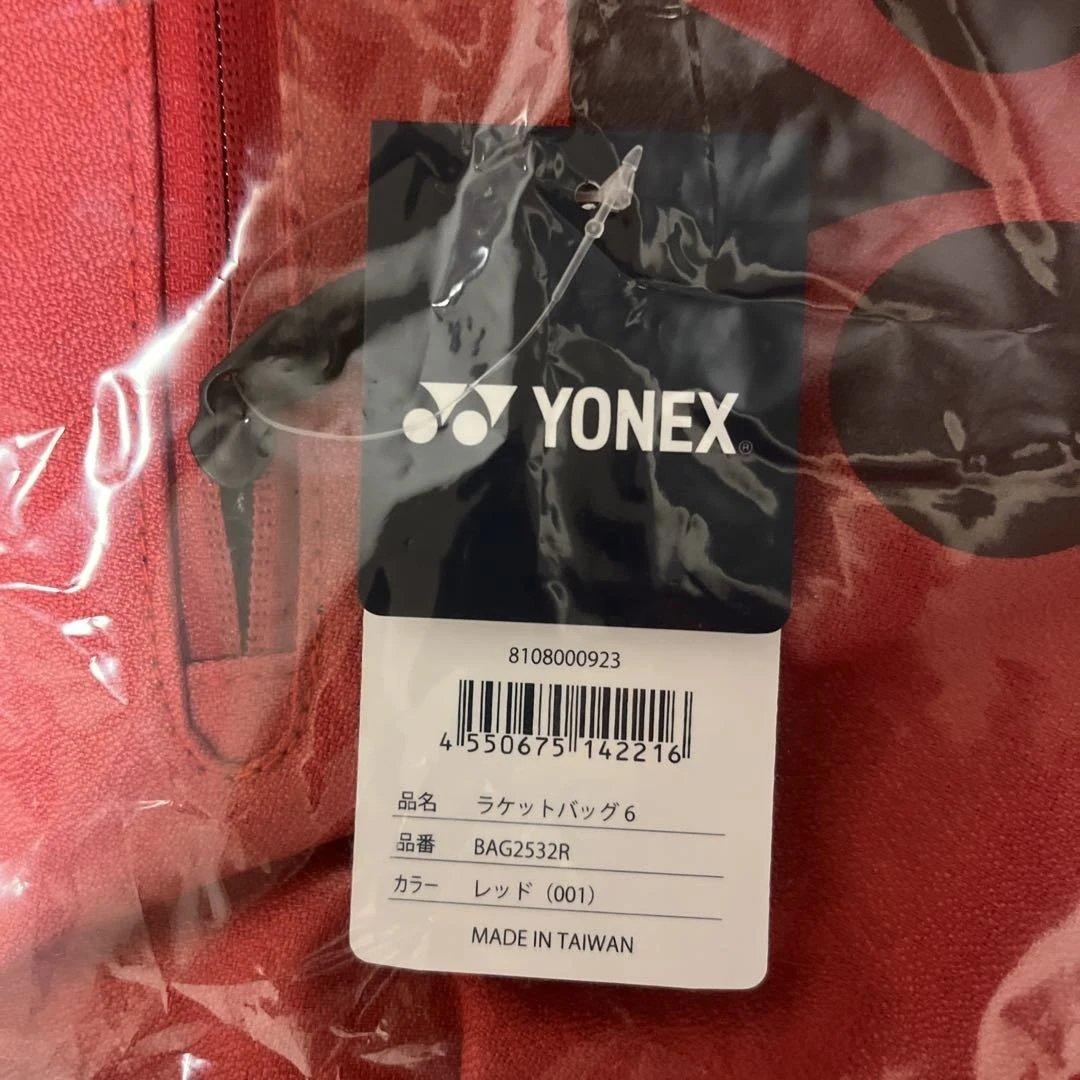 YONEX®
8108000923
4 550675 142216
品名 ラケットバッグ6
品番 BAG2532R
カラー レッド（001）
MADE IN TAIWAN